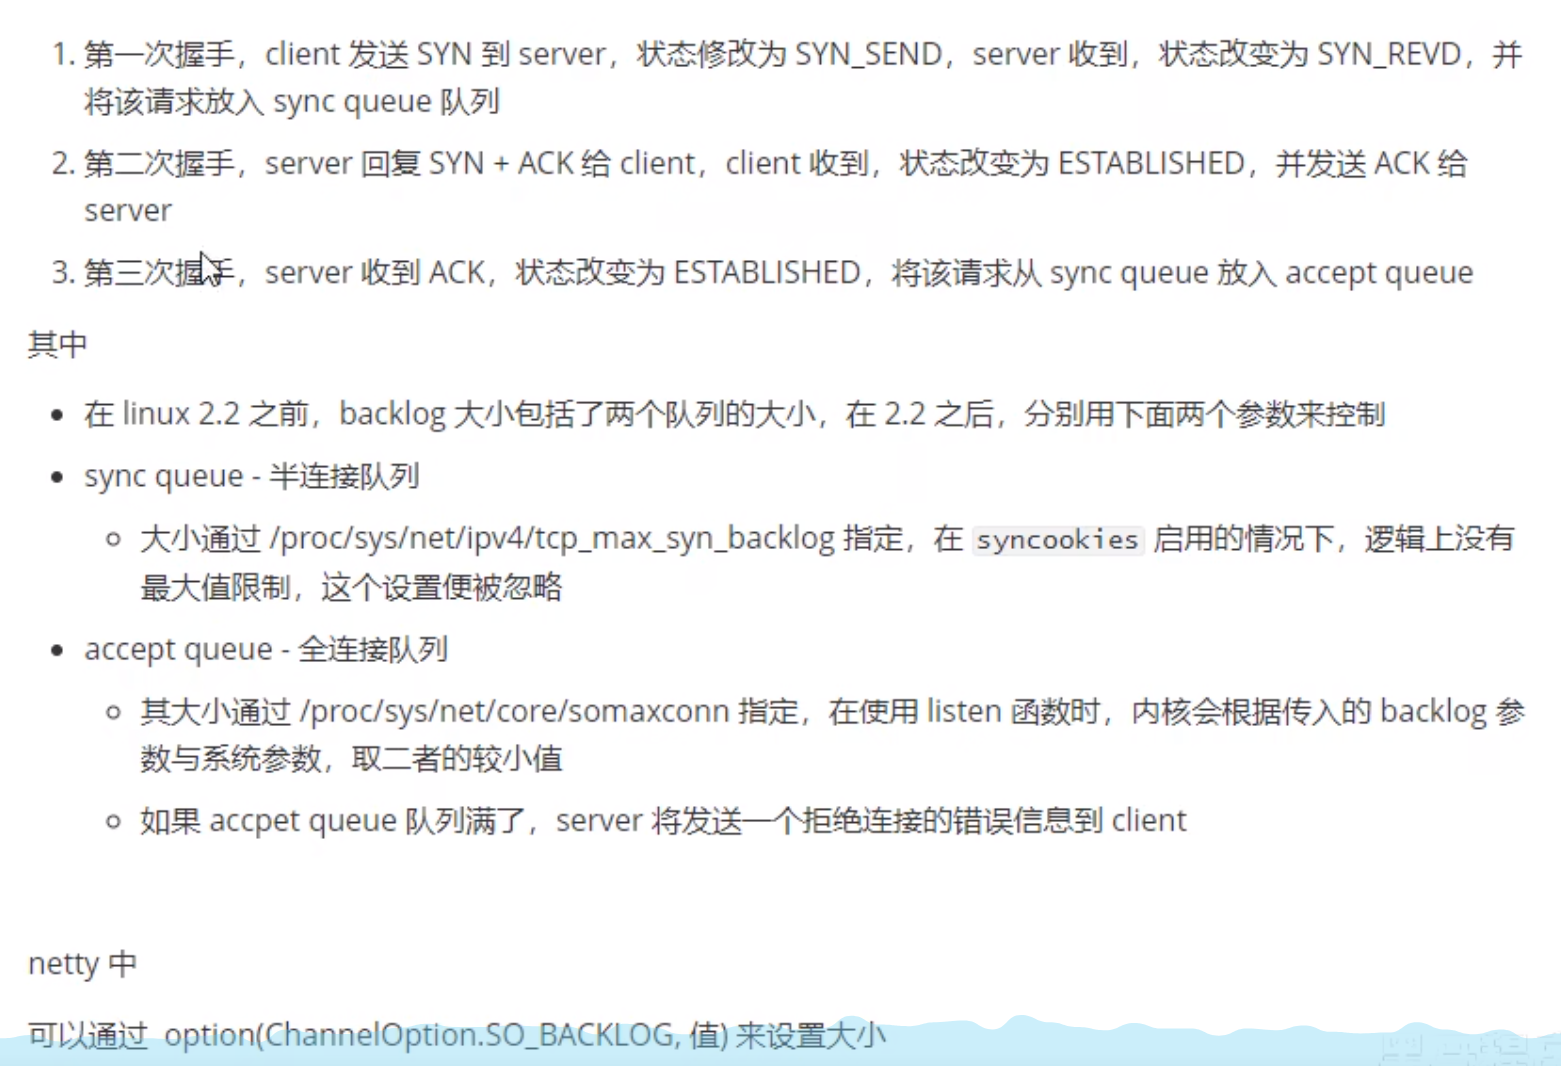 1. 第一次握手，client 发送 SYN 到 server，状态修改为 SYN_SEND，server 收到，状态改变为 SYN_REVD，并
将该请求放入 sync queue 队列
2. 第二次握手，server 回复 SYN + ACK 给 client，client 收到，状态改变为 ESTABLISHED，并发送 ACK 给
server
3. 第三次握手，server 收到 ACK，状态改变为 ESTABLISHED，将该请求从 sync queue 放入 accept queue
其中
• 在 linux 2.2 之前，backlog 大小包括了两个队列的大小，在 2.2 之后，分别用下面两个参数来控制
• sync queue - 半连接队列
○ 大小通过 /proc/sys/net/ipv4/tcp_max_syn_backlog 指定，在 syncookies 启用的情况下，逻辑上没有
最大值限制，这个设置便被忽略
• accept queue - 全连接队列
○ 其大小通过 /proc/sys/net/core/somaxconn 指定，在使用 listen 函数时，内核会根据传入的 backlog 参
数与系统参数，取二者的较小值
○ 如果 accpet queue 队列满了，server 将发送一个拒绝连接的错误信息到 client
netty 中
可以通过 option(ChannelOption.SO_BACKLOG, 值) 来设置大小